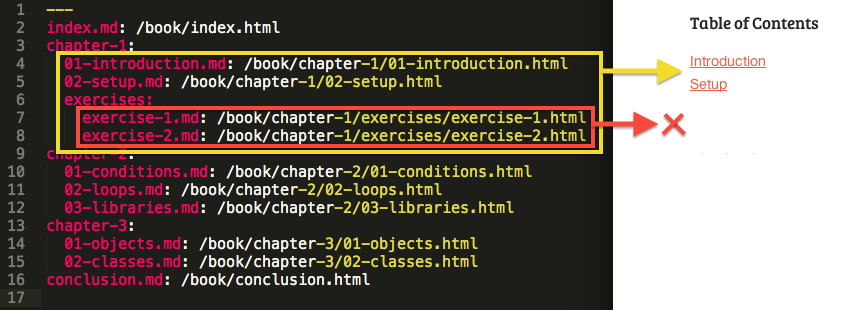 1 ---
2 index.md: /book/index.html
3 chapter-1:
4 01-introduction.md: /book/chapter-1/01-introduction.html
5 02-setup.md: /book/chapter-1/02-setup.html
6 exercises:
7 exercise-1.md: /book/chapter-1/exercises/exercise-1.html
8 exercise-2.md: /book/chapter-1/exercises/exercise-2.html
9 chapter-2:
10 01-conditions.md: /book/chapter-2/01-conditions.html
11 02-loops.md: /book/chapter-2/02-loops.html
12 03-libraries.md: /book/chapter-2/03-libraries.html
13 chapter-3:
14 01-objects.md: /book/chapter-3/01-objects.html
15 02-classes.md: /book/chapter-3/02-classes.html
16 conclusion.md: /book/conclusion.html
17
Table of Contents
Introduction
Setup